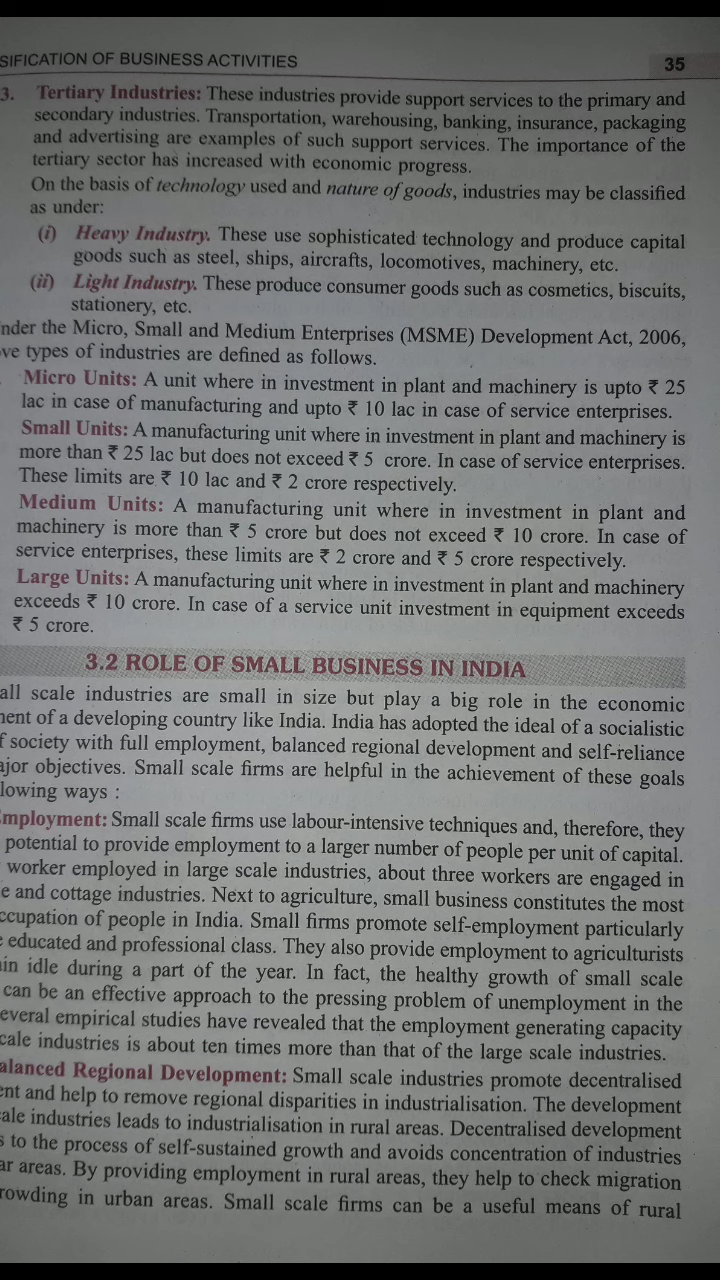 SIFICATION OF BUSINESS ACTIVITIES 35
3. Tertiary Industries: These industries provide support services to the primary and
secondary industries. Transportation, warehousing, banking, insurance, packaging
and advertising are examples of such support services. The importance of the
tertiary sector has increased with economic progress.
On the basis of technology used and nature of goods, industries may be classified
as under:
(i) Heavy Industry. These use sophisticated technology and produce capital
goods such as steel, ships, aircrafts, locomotives, machinery, etc.
(ii) Light Industry. These produce consumer goods such as cosmetics, biscuits,
stationery, etc.
nder the Micro, Small and Medium Enterprises (MSME) Development Act, 2006,
ve types of industries are defined as follows.
Micro Units: A unit where in investment in plant and machinery is upto ₹ 25
lac in case of manufacturing and upto ₹ 10 lac in case of service enterprises.
Small Units: A manufacturing unit where in investment in plant and machinery is
more than ₹ 25 lac but does not exceed ₹ 5 crore. In case of service enterprises.
These limits are ₹ 10 lac and ₹ 2 crore respectively.
Medium Units: A manufacturing unit where in investment in plant and
machinery is more than ₹ 5 crore but does not exceed ₹ 10 crore. In case of
service enterprises, these limits are ₹ 2 crore and ₹ 5 crore respectively.
Large Units: A manufacturing unit where in investment in plant and machinery
exceeds ₹ 10 crore. In case of a service unit investment in equipment exceeds
₹ 5 crore.
3.2 ROLE OF SMALL BUSINESS IN INDIA
all scale industries are small in size but play a big role in the economic
ment of a developing country like India. India has adopted the ideal of a socialistic
f society with full employment, balanced regional development and self-reliance
ajor objectives. Small scale firms are helpful in the achievement of these goals
lowing ways :
mployment: Small scale firms use labour-intensive techniques and, therefore, they
potential to provide employment to a larger number of people per unit of capital.
worker employed in large scale industries, about three workers are engaged in
e and cottage industries. Next to agriculture, small business constitutes the most
ccupation of people in India. Small firms promote self-employment particularly
e educated and professional class. They also provide employment to agriculturists
ain idle during a part of the year. In fact, the healthy growth of small scale
can be an effective approach to the pressing problem of unemployment in the
everal empirical studies have revealed that the employment generating capacity
cale industries is about ten times more than that of the large scale industries.
alanced Regional Development: Small scale industries promote decentralised
ent and help to remove regional disparities in industrialisation. The development
ale industries leads to industrialisation in rural areas. Decentralised development
s to the process of self-sustained growth and avoids concentration of industries
ar areas. By providing employment in rural areas, they help to check migration
rowding in urban areas. Small scale firms can be a useful means of rural